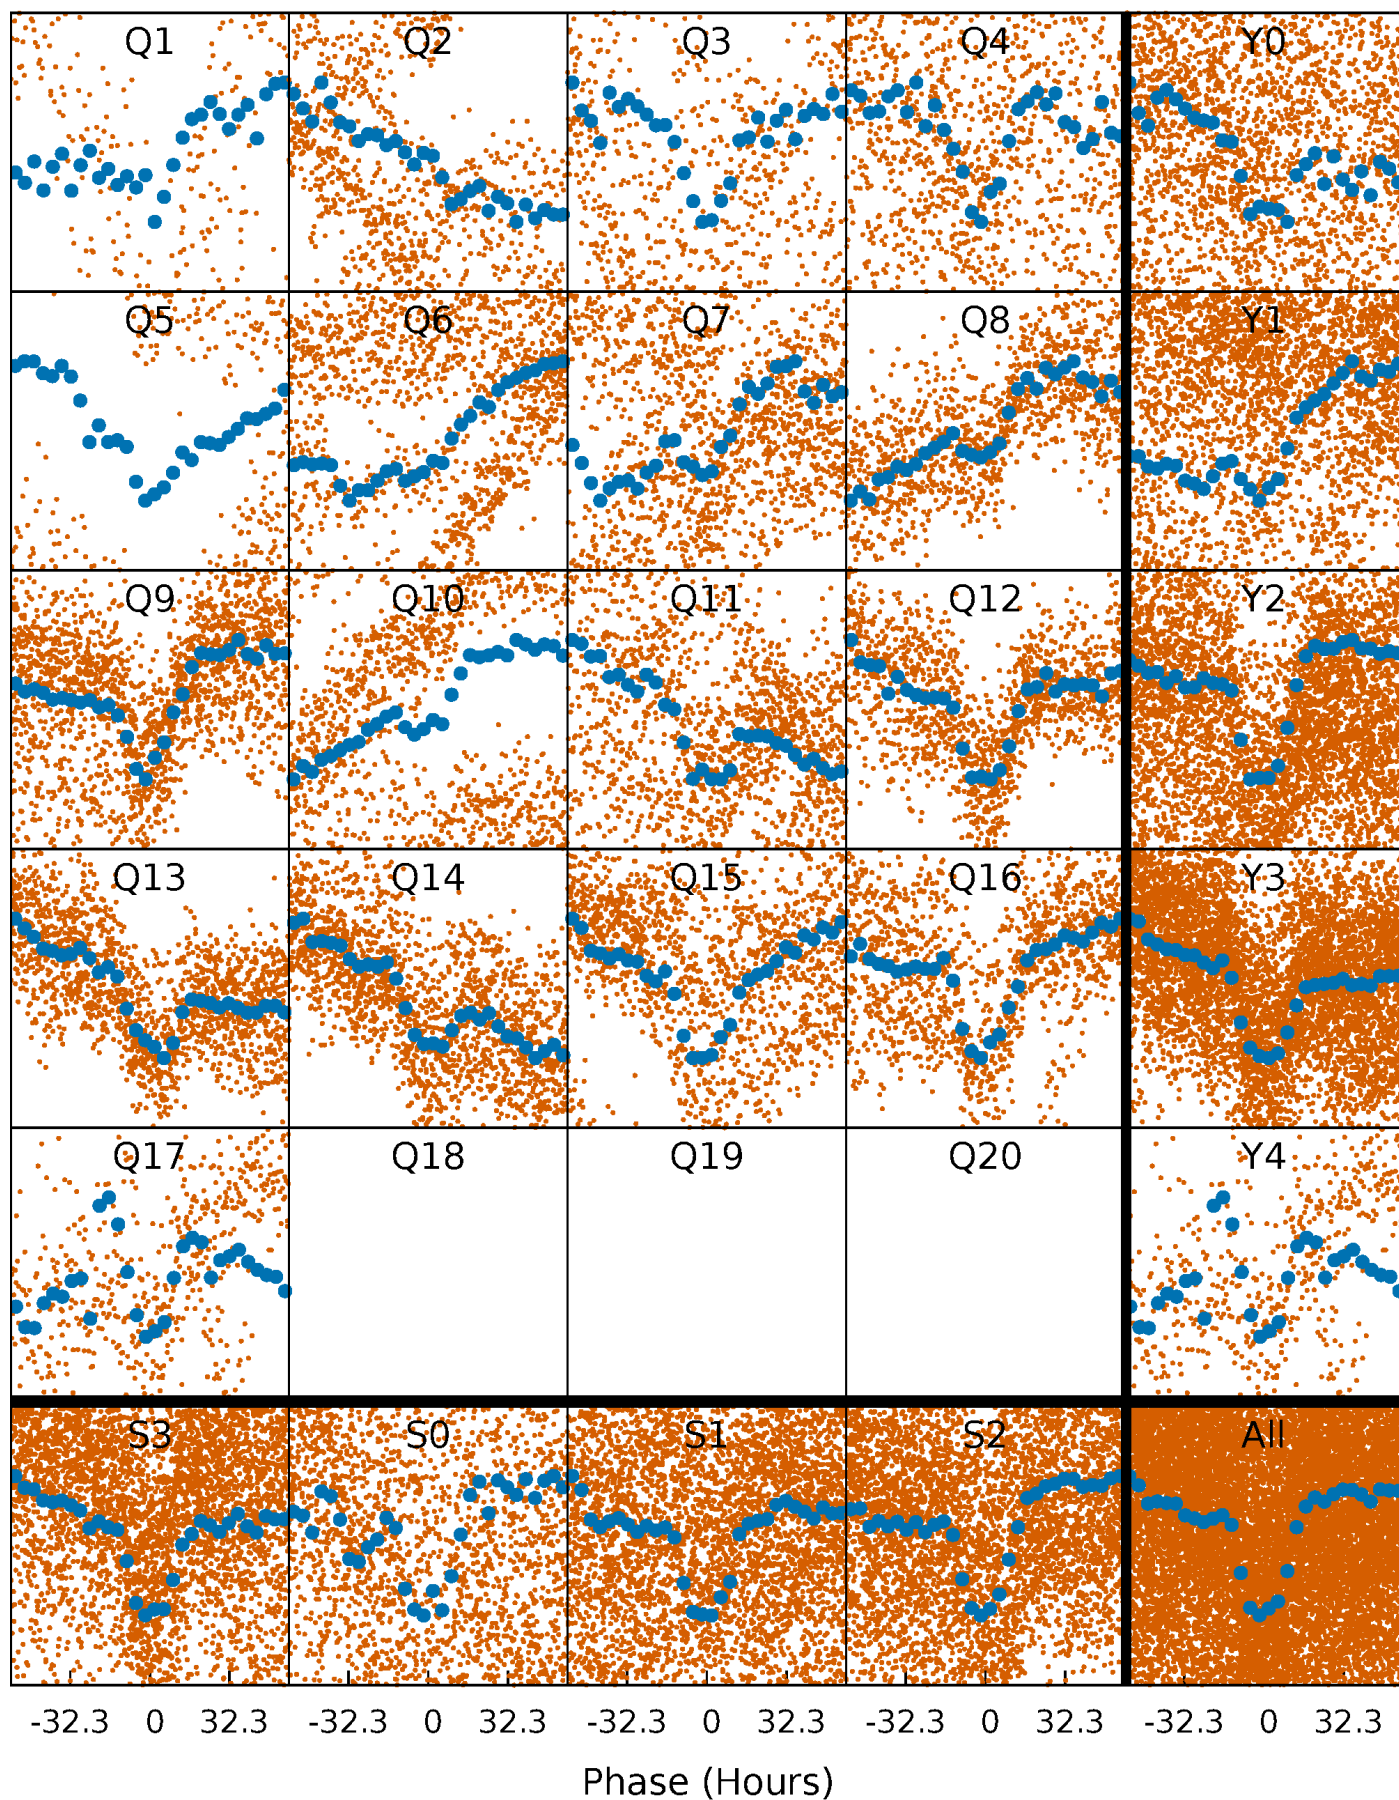 Q1 Q2 Q3 Q4 Y0
Q5 Q6 Q7 Q8 Y1
Q9 Q10 Q11 Q12 Y2
Q13 Q14 Q15 Q16 Y3
Q17 Q18 Q19 Q20 Y4
S3 S0 S1 S2 All
-32.3 0 32.3 -32.3 0 32.3 -32.3 0 32.3 -32.3 0 32.3 -32.3 0 32.3
Phase (Hours)